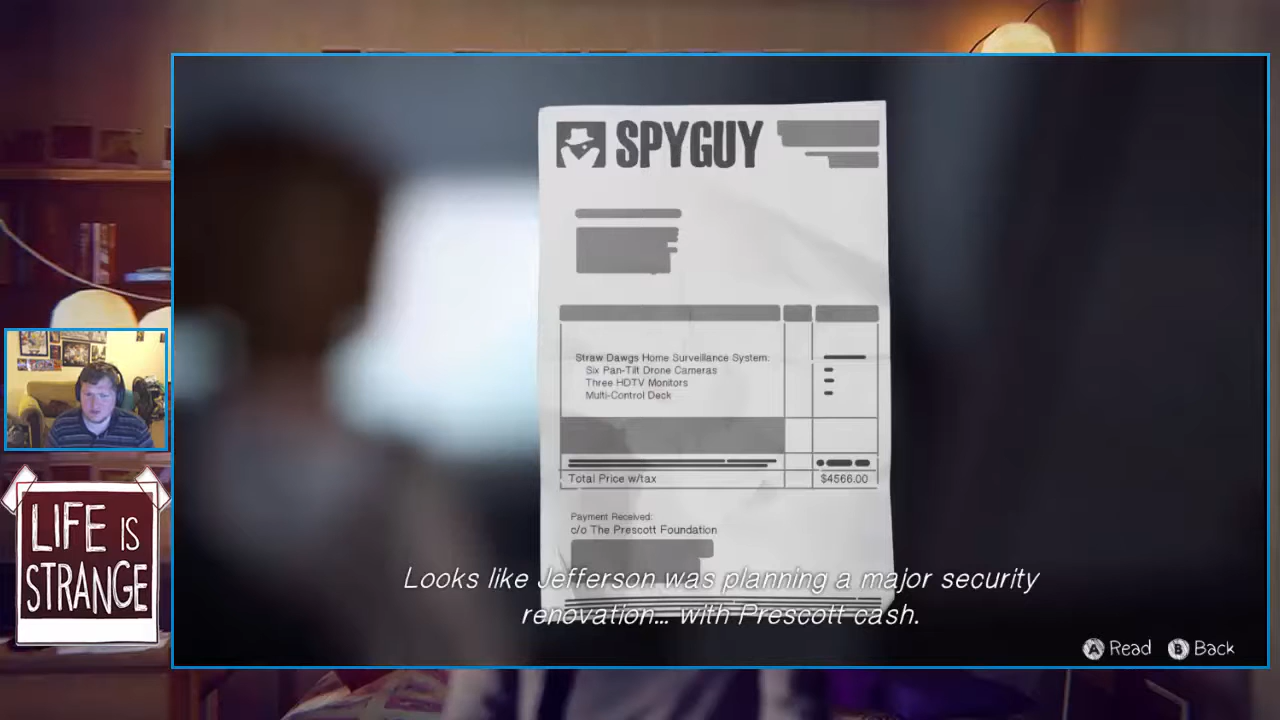 SPYGUY
Straw Dawgs Home Surveillance System:
Six Pan-Tilt Drone Cameras
Three HDTV Monitors
Multi-Control Deck
Total Price w/tax $4566.00
Payment Received:
c/o The Prescott Foundation
Looks like Jefferson was planning a major security
renovation... with Prescott cash.
A Read B Back
LIFE IS
STRANGE